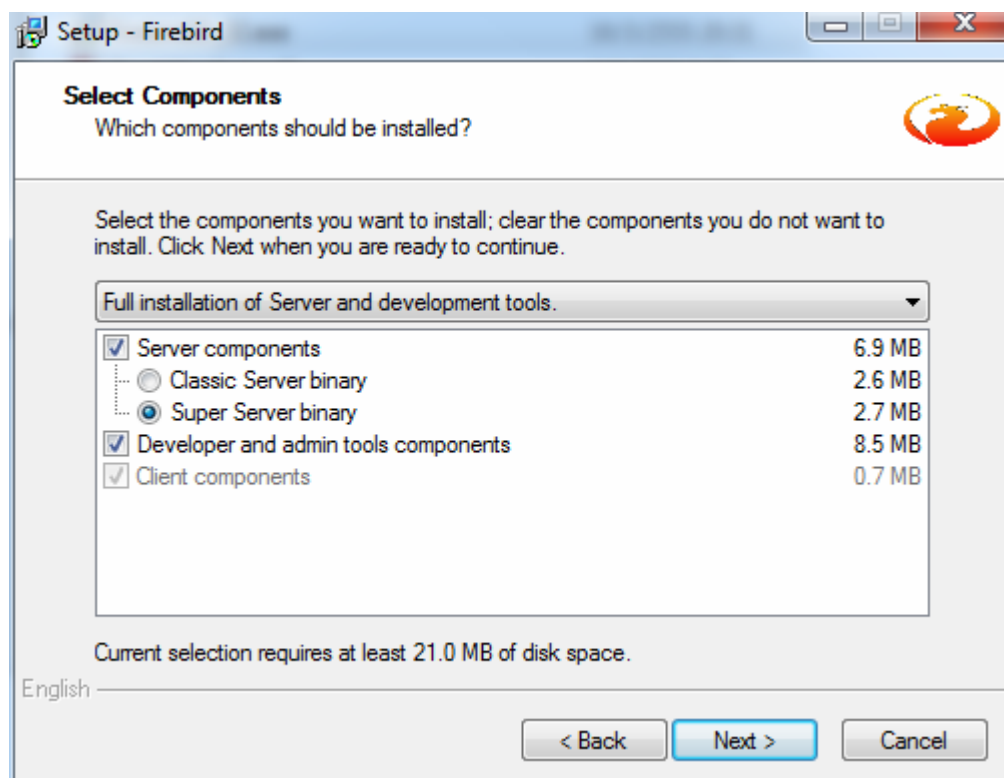 Setup - Firebird
Select Components
Which components should be installed?
Select the components you want to install; clear the components you do not want to
install. Click Next when you are ready to continue.
Full installation of Server and development tools.
Server components 6.9 MB
Classic Server binary 2.6 MB
Super Server binary 2.7 MB
Developer and admin tools components 8.5 MB
Client components 0.7 MB
Current selection requires at least 21.0 MB of disk space.
English
< Back Next > Cancel